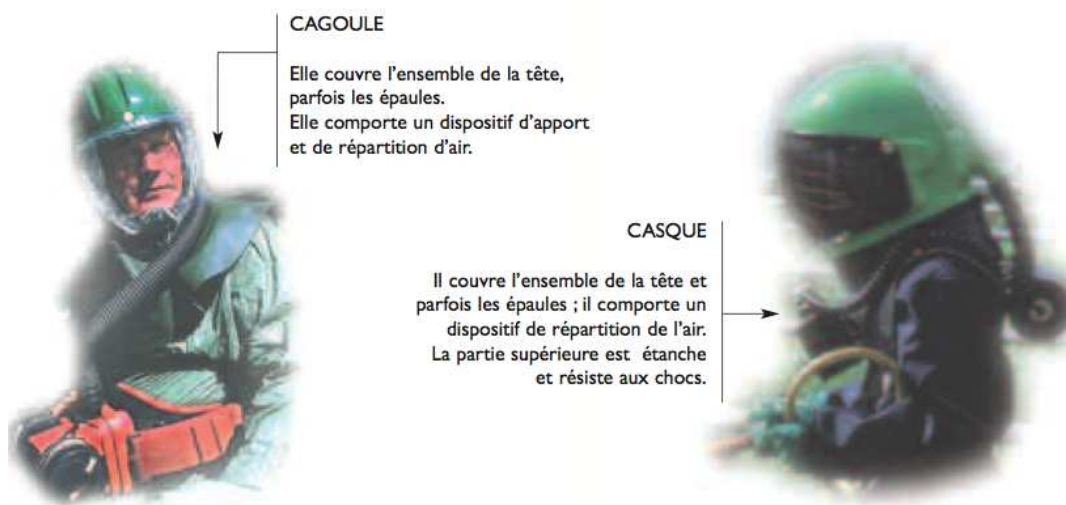 CAGOULE
Elle couvre l'ensemble de la tête,
parfois les épaules.
Elle comporte un dispositif d'apport
et de répartition d'air.
CASQUE
Il couvre l'ensemble de la tête et
parfois les épaules ; il comporte un
dispositif de répartition de l'air.
La partie supérieure est étanche
et résiste aux chocs.